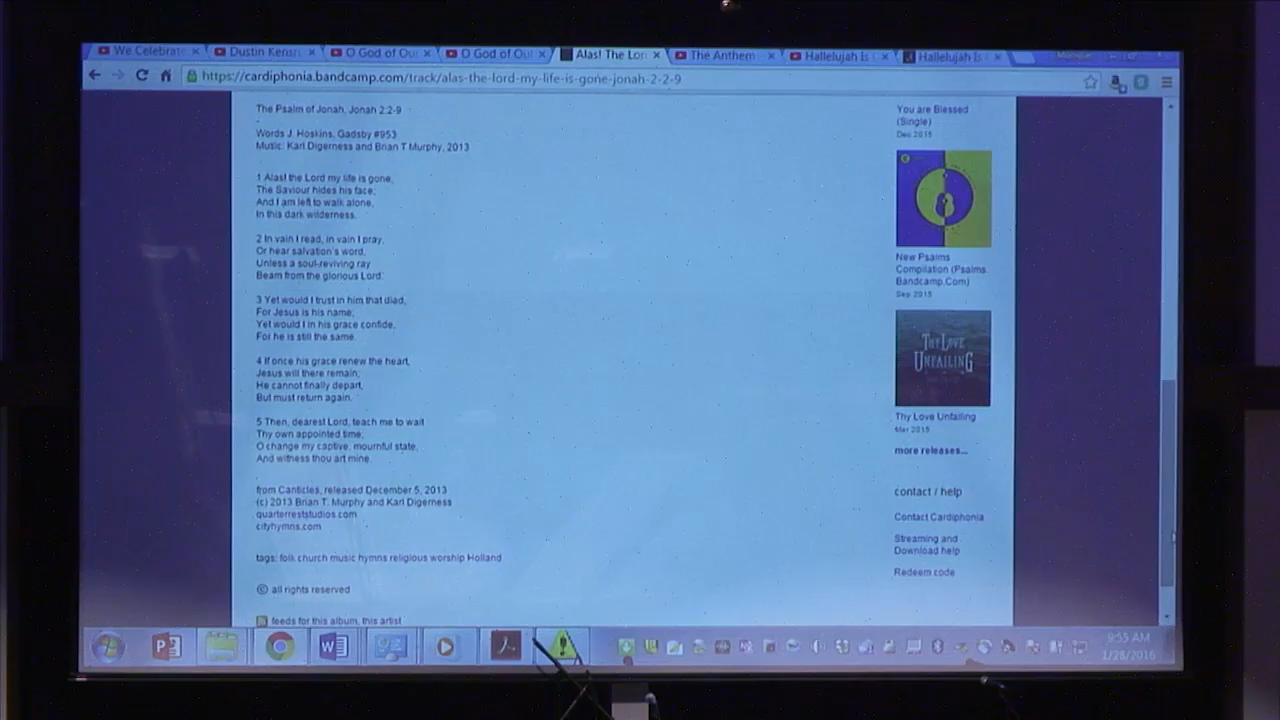 We Celebrate
Dustin Kensr
O God of Our
O God of Our
Alas! The Lor
The Anthem
Hallelujah Is
Hallelujah Is
https://cardiphonia.bandcamp.com/track/alas-the-lord-my-life-is-gone-jonah-2-2-9
The Psalm of Jonah, Jonah 2:2-9
-
Words J. Hoskins, Gadsby #953
Music: Karl Digerness and Brian T Murphy, 2013
1 Alas! the Lord my life is gone,
The Saviour hides his face;
And I am left to walk alone,
In this dark wilderness.
2 In vain I read, in vain I pray,
Or hear salvation's word,
Unless a soul-reviving ray
Beam from the glorious Lord.
3 Yet would I trust in him that died,
For Jesus is his name;
Yet would I in his grace confide,
For he is still the same.
4 If once his grace renew the heart,
Jesus will there remain;
He cannot finally depart,
But must return again.
5 Then, dearest Lord, teach me to wait
Thy own appointed time;
O change my captive, mournful state,
And witness thou art mine.
from Canticles, released December 5, 2013
(c) 2013 Brian T. Murphy and Karl Digerness
quarterreststudios.com
cityhymns.com
tags: folk church music hymns religious worship Holland
all rights reserved
feeds for this album, this artist
You are Blessed
(Single)
Dec 2015
New Psalms
Compilation (Psalms.
Bandcamp.Com)
Sep 2015
THY LOVE
UNFAILING
Thy Love Unfailing
Mar 2015
more releases...
contact / help
Contact Cardiphonia
Streaming and
Download help
Redeem code
9:55 AM
1/28/2016